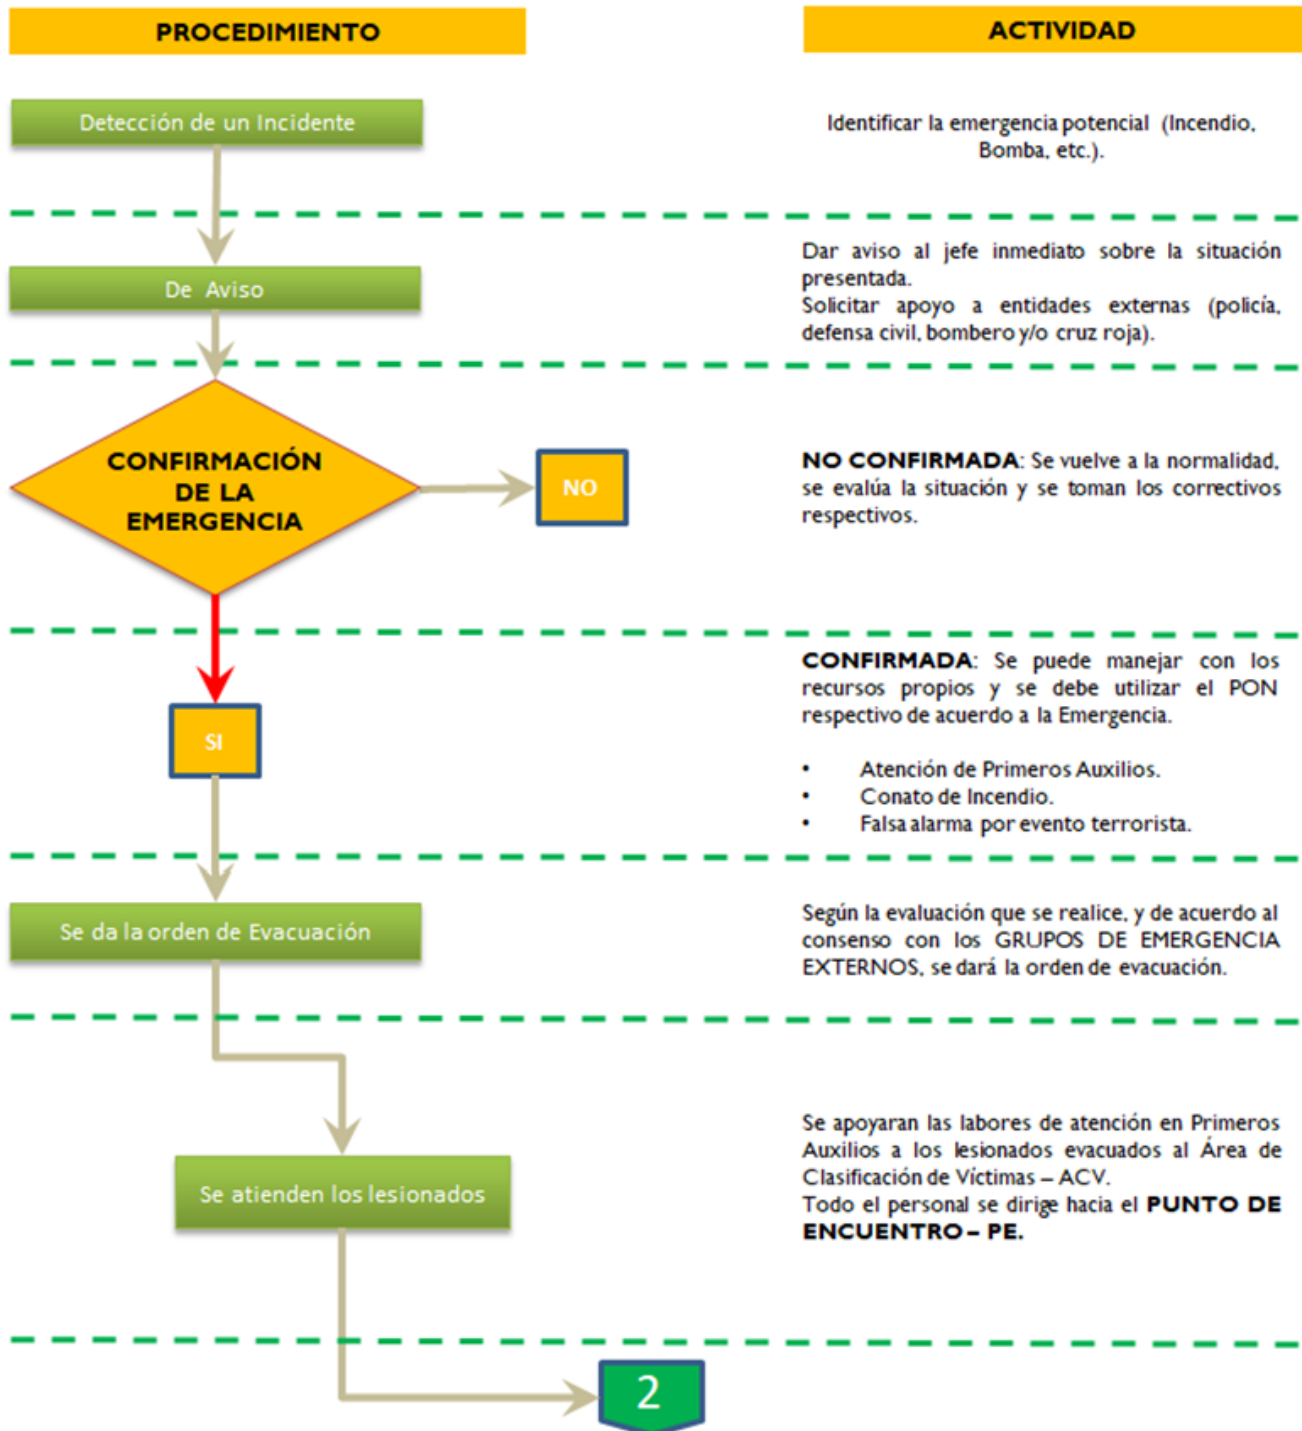 PROCEDIMIENTO
ACTIVIDAD
Detección de un Incidente
Identificar la emergencia potencial (Incendio,
Bomba, etc.).
De Aviso
Dar aviso al jefe inmediato sobre la situación
presentada.
Solicitar apoyo a entidades externas (policía,
defensa civil, bombero y/o cruz roja).
CONFIRMACIÓN
DE LA
EMERGENCIA
NO
NO CONFIRMADA: Se vuelve a la normalidad,
se evalúa la situación y se toman los correctivos
respectivos.
SI
CONFIRMADA: Se puede manejar con los
recursos propios y se debe utilizar el PON
respectivo de acuerdo a la Emergencia.
• Atención de Primeros Auxilios.
• Conato de Incendio.
• Falsa alarma por evento terrorista.
Se da la orden de Evacuación
Según la evaluación que se realice, y de acuerdo al
consenso con los GRUPOS DE EMERGENCIA
EXTERNOS, se dará la orden de evacuación.
Se atienden los lesionados
Se apoyaran las labores de atención en Primeros
Auxilios a los lesionados evacuados al Área de
Clasificación de Víctimas – ACV.
Todo el personal se dirige hacia el PUNTO DE
ENCUENTRO – PE.
2